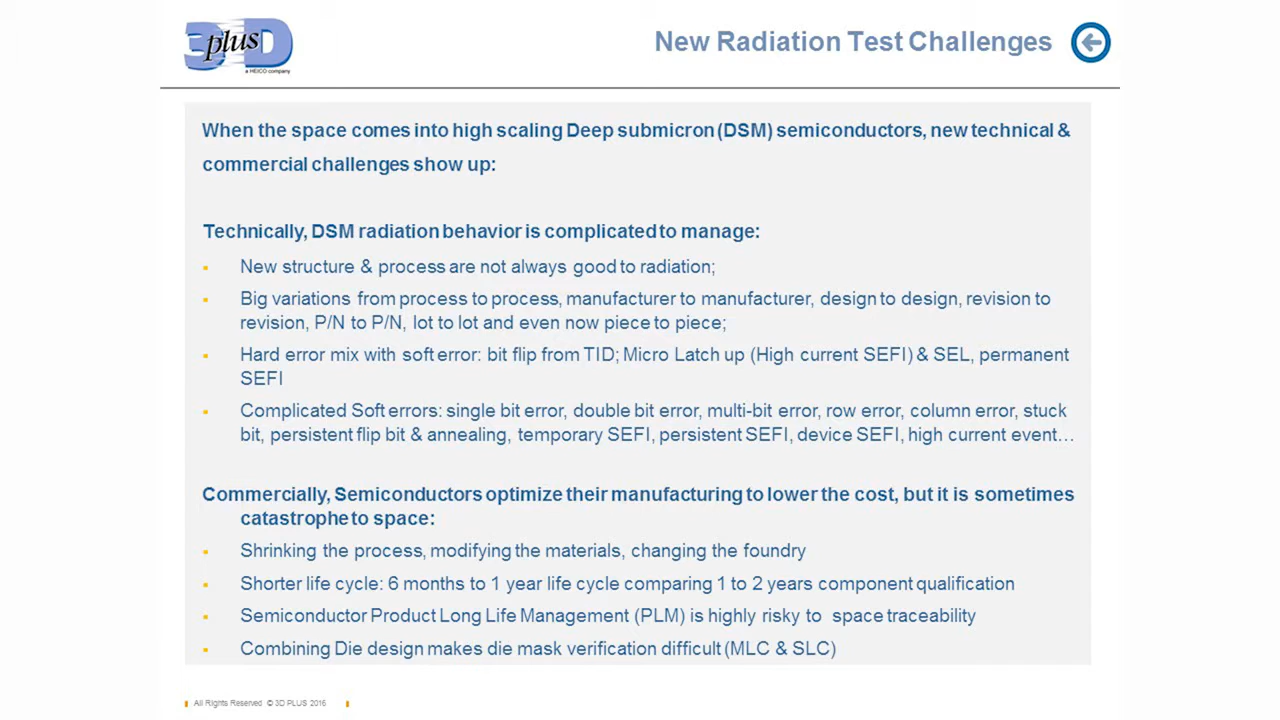 3D plus
a HEICO company
New Radiation Test Challenges
When the space comes into high scaling Deep submicron (DSM) semiconductors, new technical &
commercial challenges show up:
Technically, DSM radiation behavior is complicated to manage:
▪ New structure & process are not always good to radiation;
▪ Big variations from process to process, manufacturer to manufacturer, design to design, revision to
revision, P/N to P/N, lot to lot and even now piece to piece;
▪ Hard error mix with soft error: bit flip from TID; Micro Latch up (High current SEFI) & SEL, permanent
SEFI
▪ Complicated Soft errors: single bit error, double bit error, multi-bit error, row error, column error, stuck
bit, persistent flip bit & annealing, temporary SEFI, persistent SEFI, device SEFI, high current event…
Commercially, Semiconductors optimize their manufacturing to lower the cost, but it is sometimes
catastrophe to space:
▪ Shrinking the process, modifying the materials, changing the foundry
▪ Shorter life cycle: 6 months to 1 year life cycle comparing 1 to 2 years component qualification
▪ Semiconductor Product Long Life Management (PLM) is highly risky to space traceability
▪ Combining Die design makes die mask verification difficult (MLC & SLC)
All Rights Reserved © 3D PLUS 2016